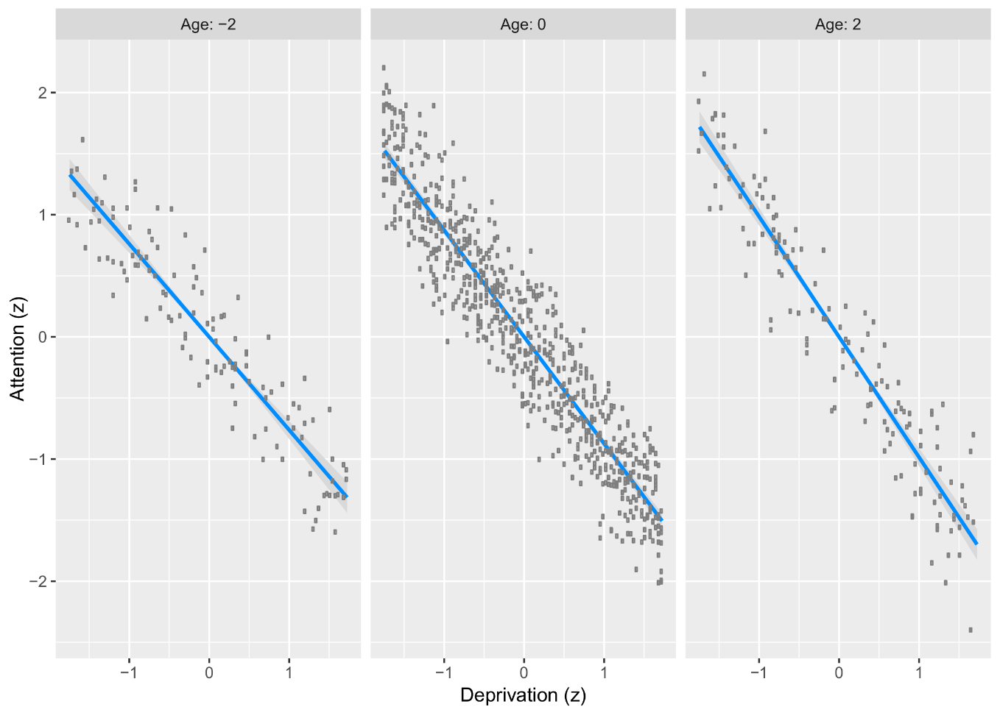 Age: −2 Age: 0 Age: 2
2
1
0
−1
−2
Attention (z)
−1 0 1 −1 0 1 −1 0 1
Deprivation (z)